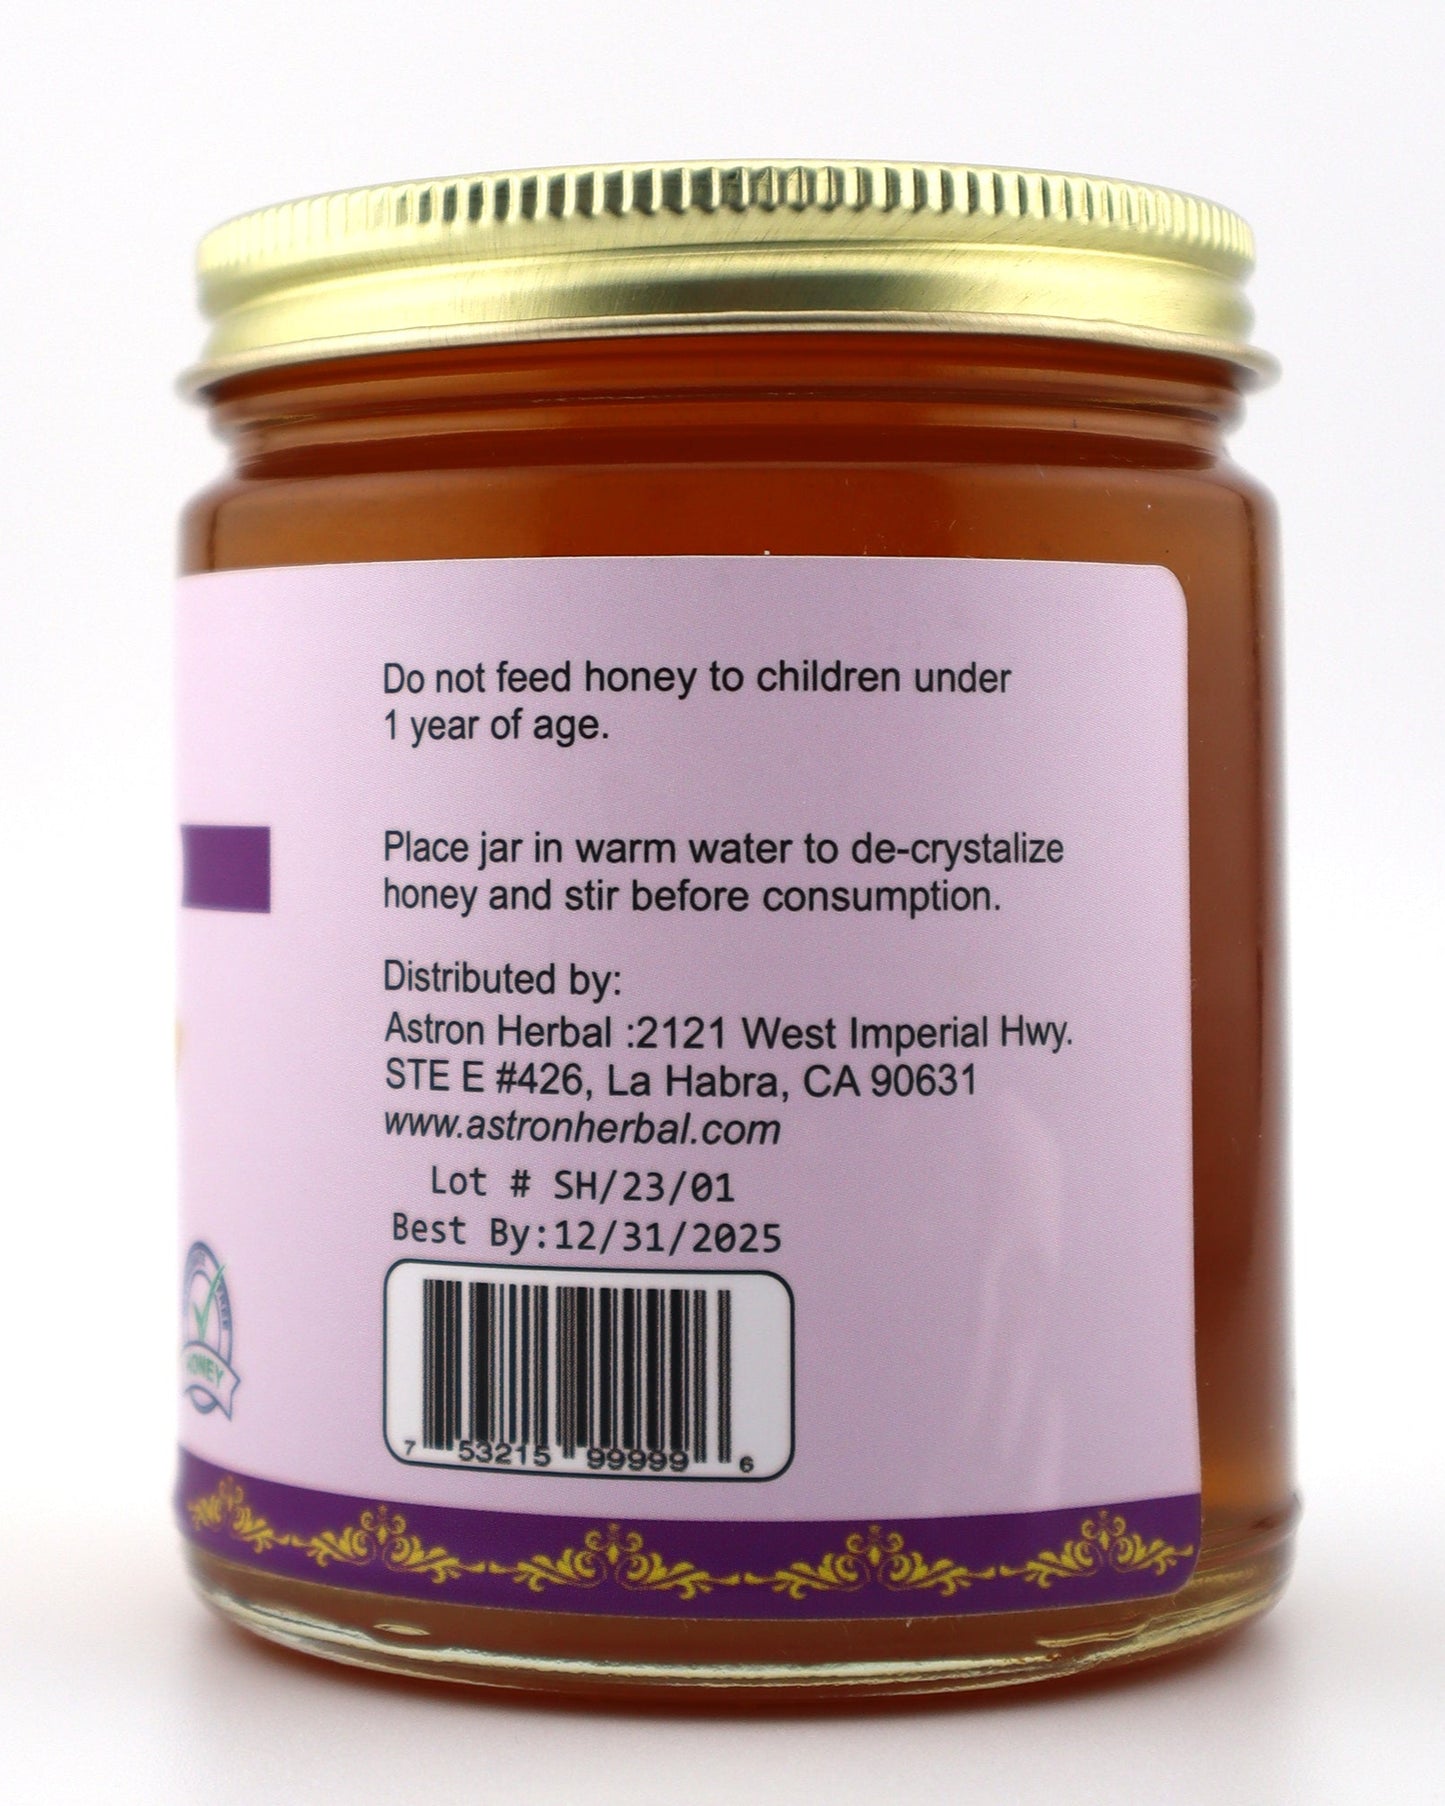 Do not feed honey to children under
1 year of age.
Place jar in warm water to de-crystalize
honey and stir before consumption.
Distributed by:
Astron Herbal :2121 West Imperial Hwy.
STE E #426, La Habra, CA 90631
www.astronherbal.com
Lot # SH/23/01
Best By:12/31/2025
7 53215 99999 6
HONEY